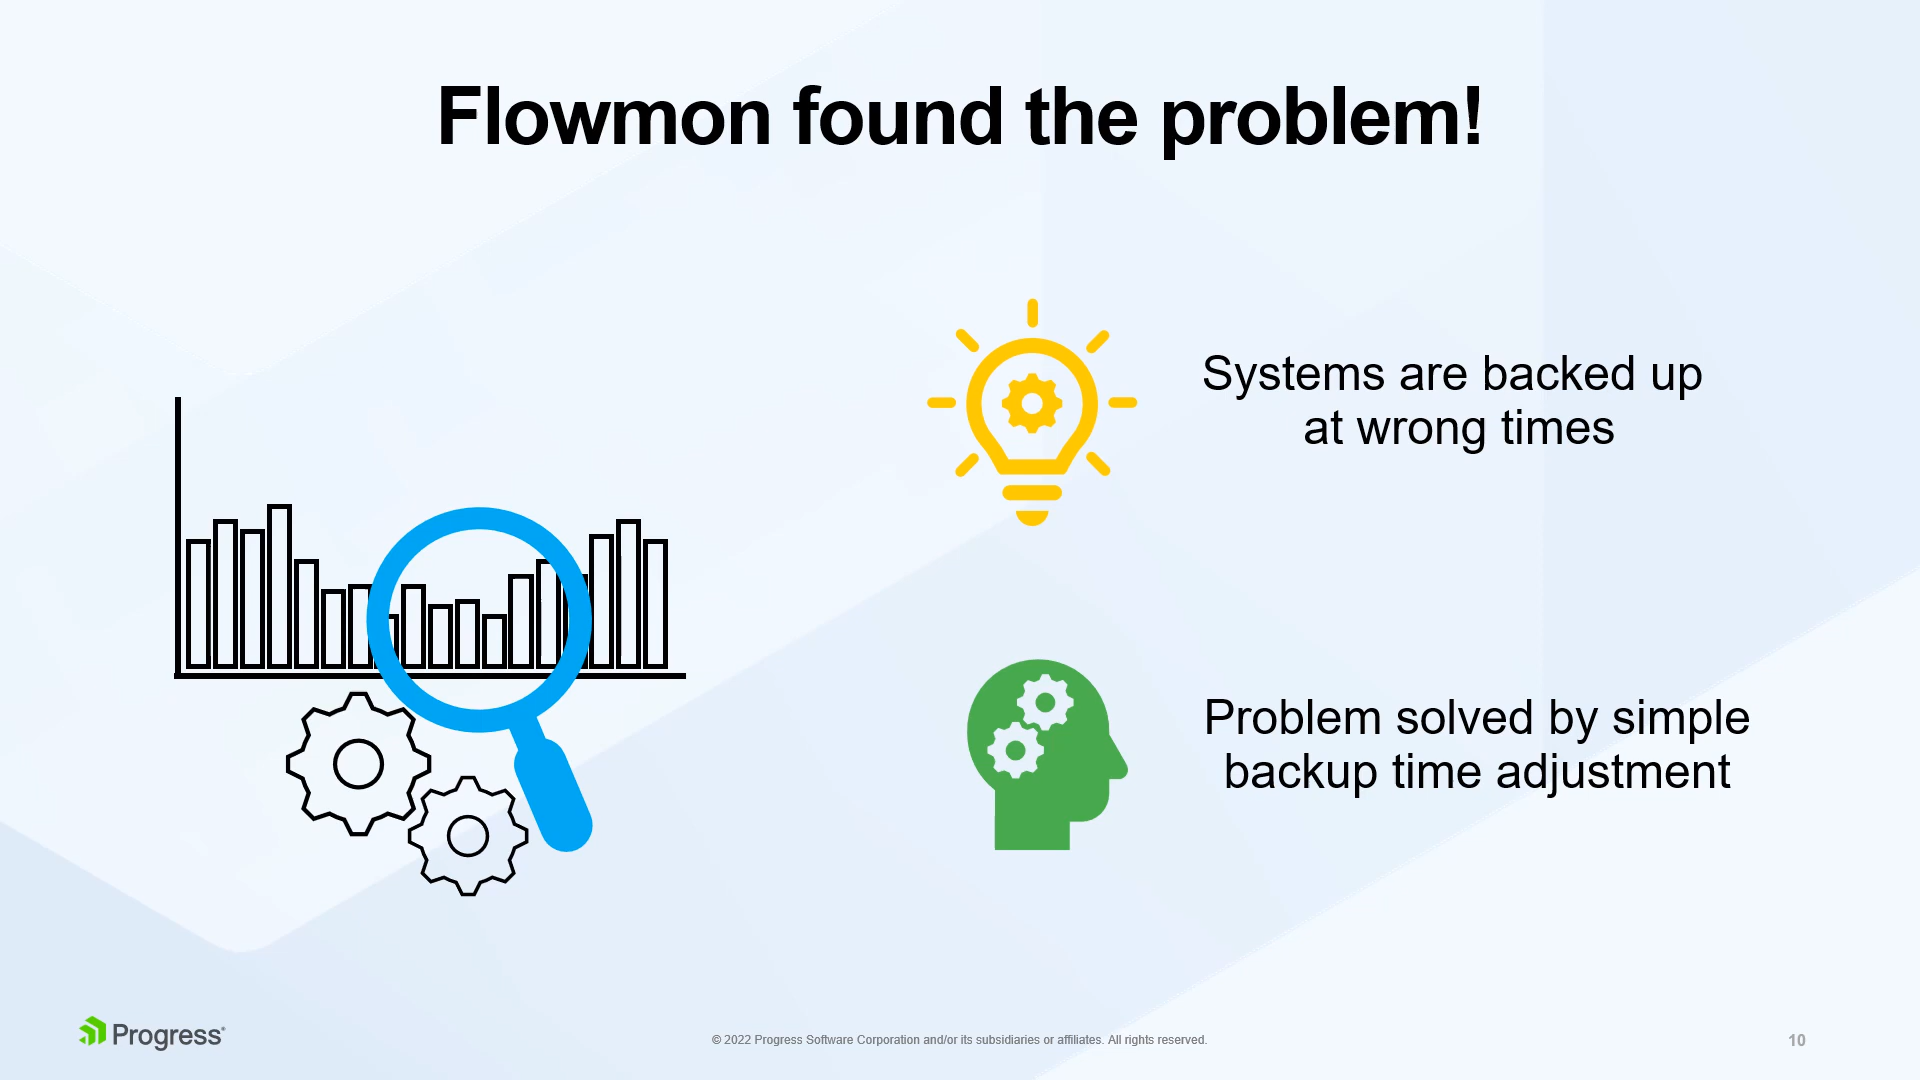 Flowmon found the problem!
Systems are backed up
at wrong times
Problem solved by simple
backup time adjustment
Progress®
© 2022 Progress Software Corporation and/or its subsidiaries or affiliates. All rights reserved.
10